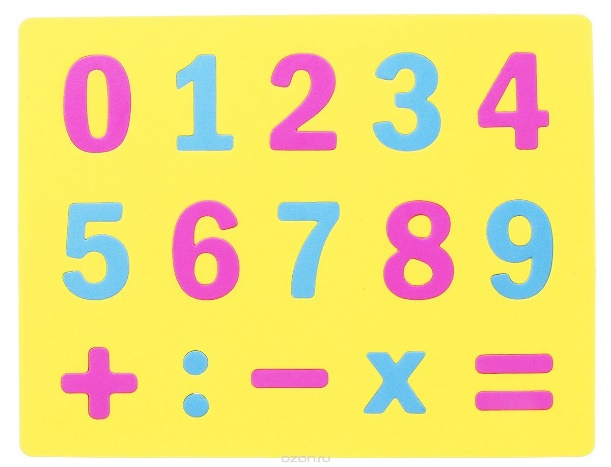 0 1 2 3 4
5 6 7 8 9
+ : - x =
ozon.ru